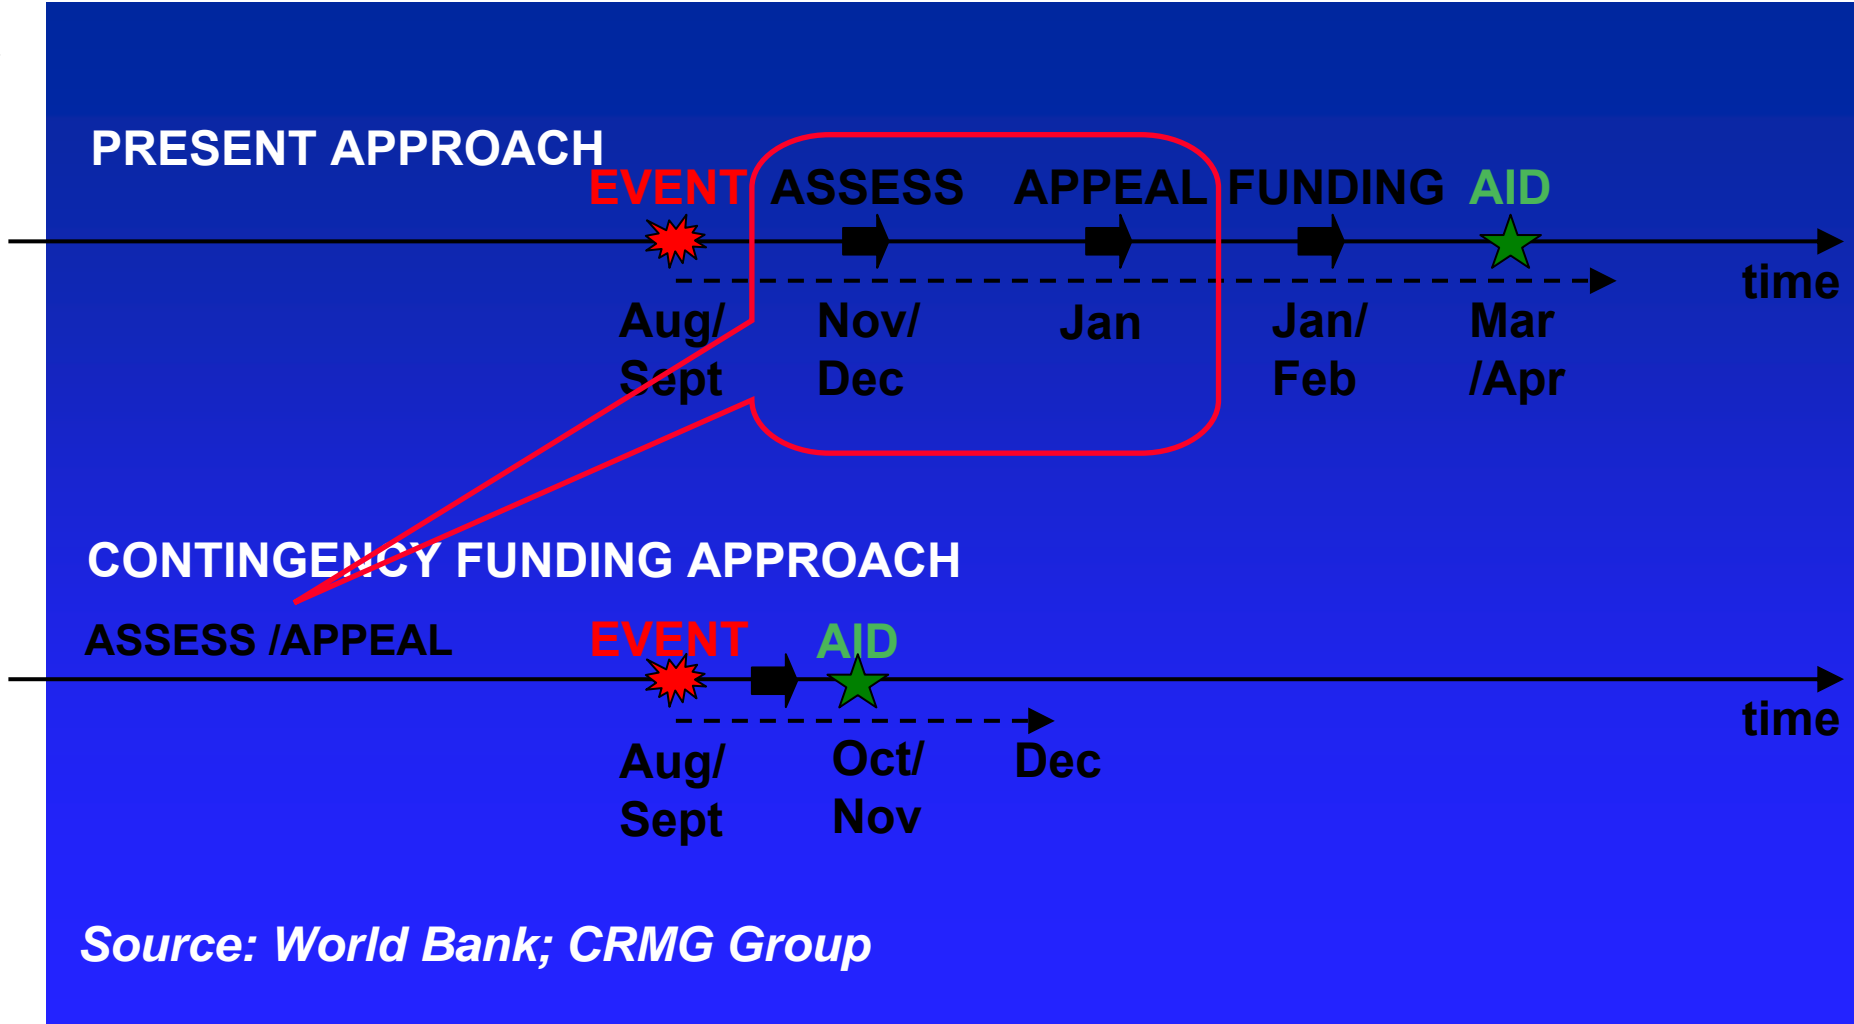 PRESENT APPROACH
EVENT ASSESS APPEAL FUNDING AID
time
Aug/ Nov/ Jan Jan/ Mar
Sept Dec Feb /Apr
CONTINGENCY FUNDING APPROACH
ASSESS /APPEAL EVENT AID
time
Aug/ Oct/ Dec
Sept Nov
Source: World Bank; CRMG Group